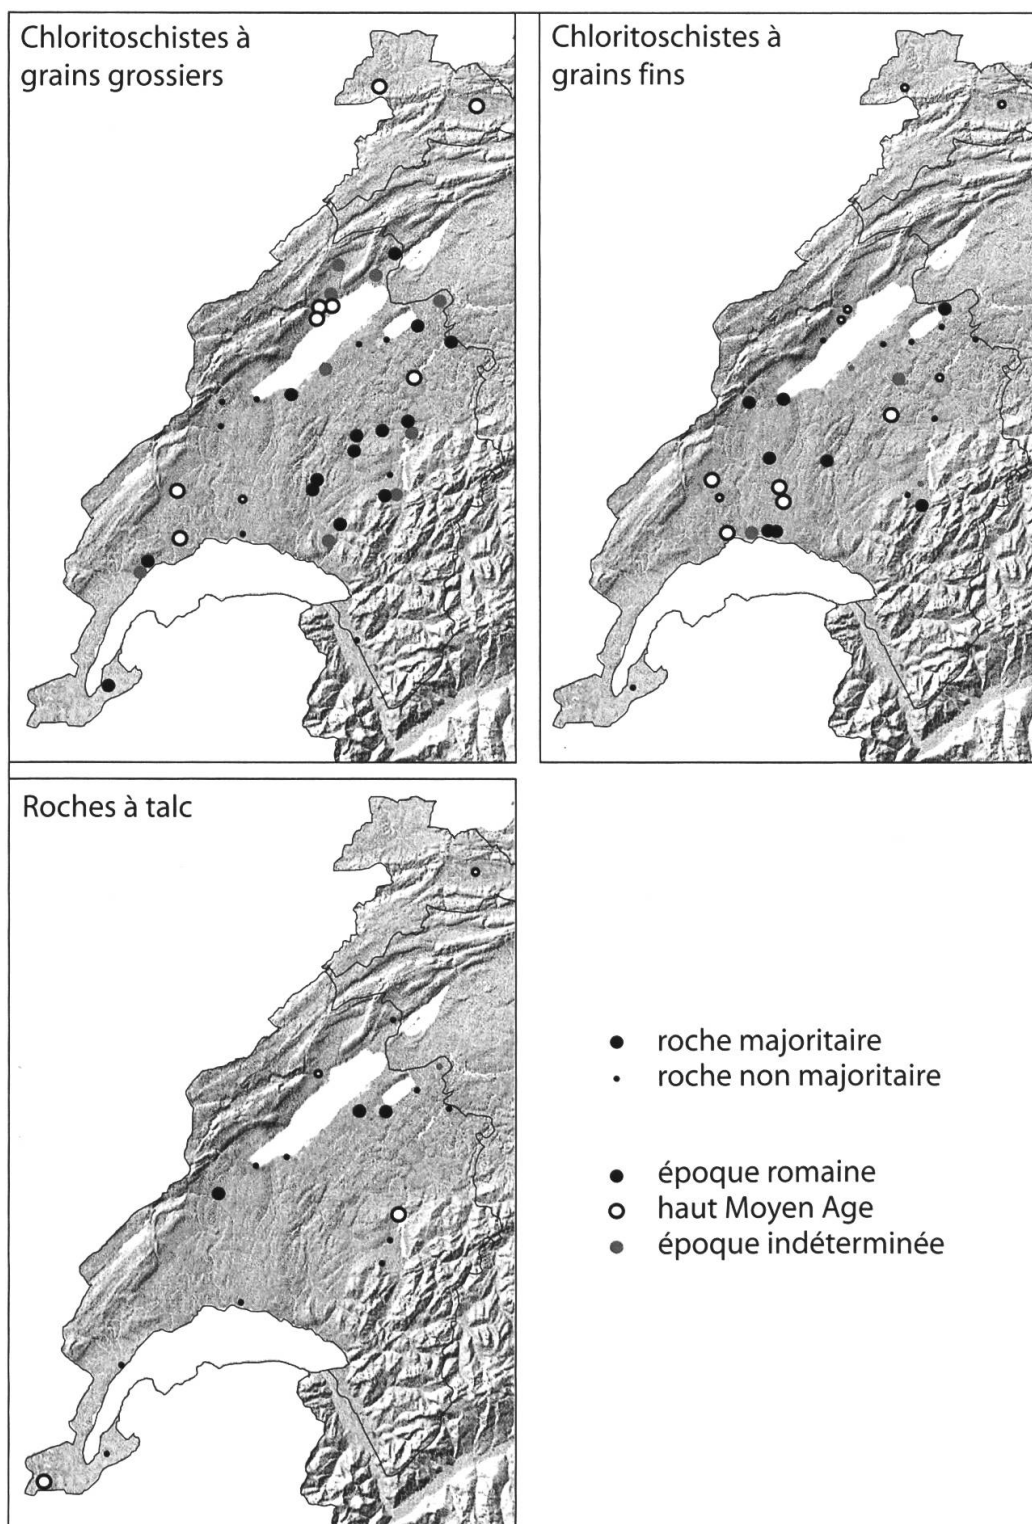 Chloritoschistes à
grains grossiers
Chloritoschistes à
grains fins
Roches à talc
roche majoritaire
roche non majoritaire
époque romaine
haut Moyen Age
époque indéterminée